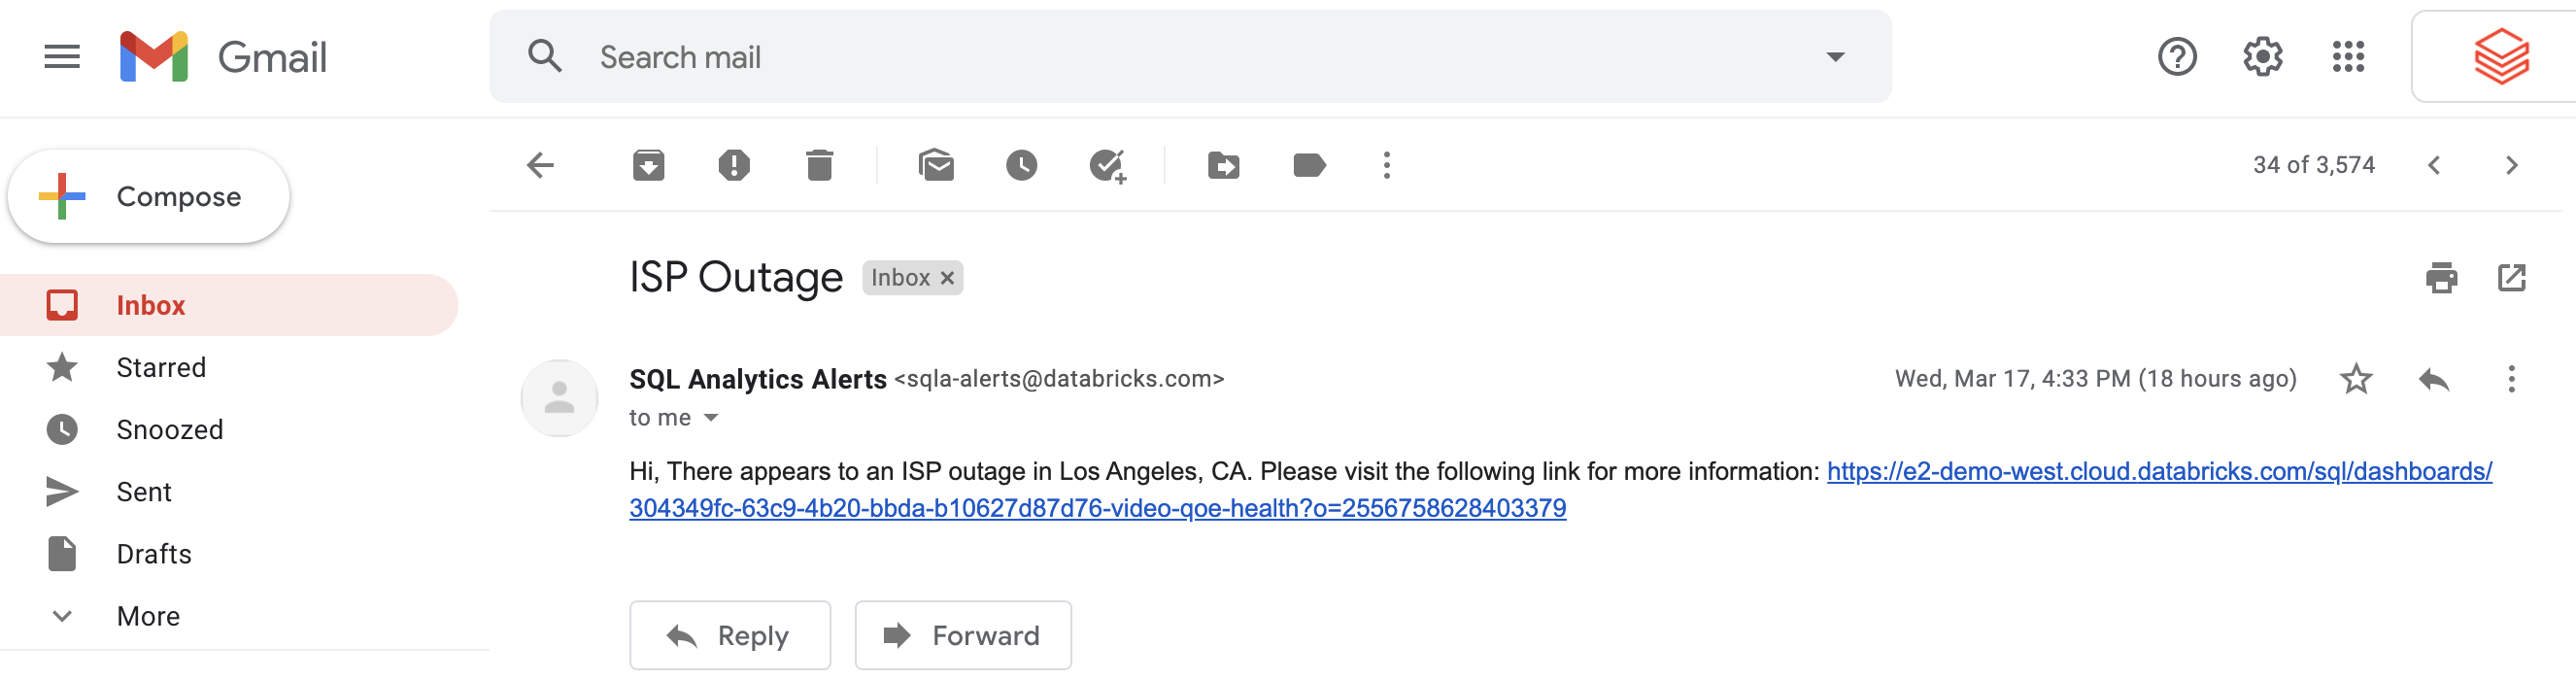 Gmail
Search mail
Compose
34 of 3,574
ISP Outage Inbox ×
Inbox
Starred
SQL Analytics Alerts <sqla-alerts@databricks.com>
Wed, Mar 17, 4:33 PM (18 hours ago)
to me
Snoozed
Hi, There appears to an ISP outage in Los Angeles, CA. Please visit the following link for more information: https://e2-demo-west.cloud.databricks.com/sql/dashboards/
304349fc-63c9-4b20-bbda-b10627d87d76-video-qoe-health?o=2556758628403379
Sent
Drafts
More
Reply
Forward